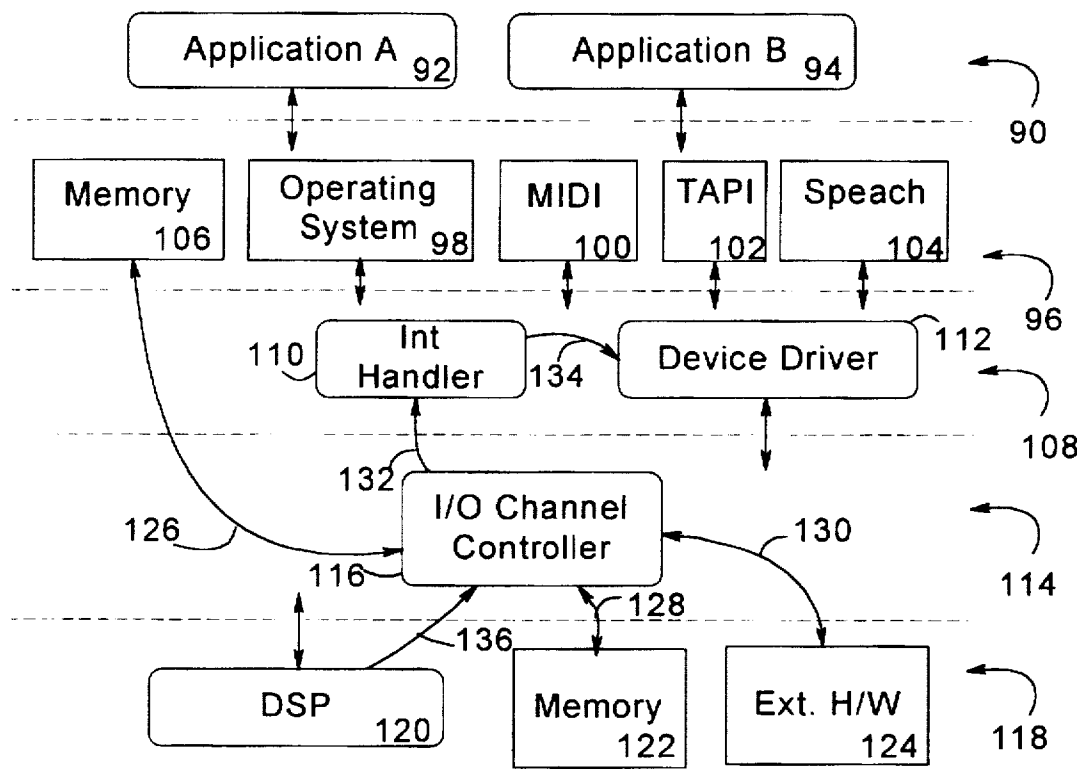 Application A
92
Application B
94
90
Memory
106
Operating
System
98
MIDI
100
TAPI
102
Speach
104
96
110
Int
Handler
134
Device Driver
112
108
132
126
I/O Channel
Controller
116
130
114
128
136
DSP
120
Memory
122
Ext. H/W
124
118